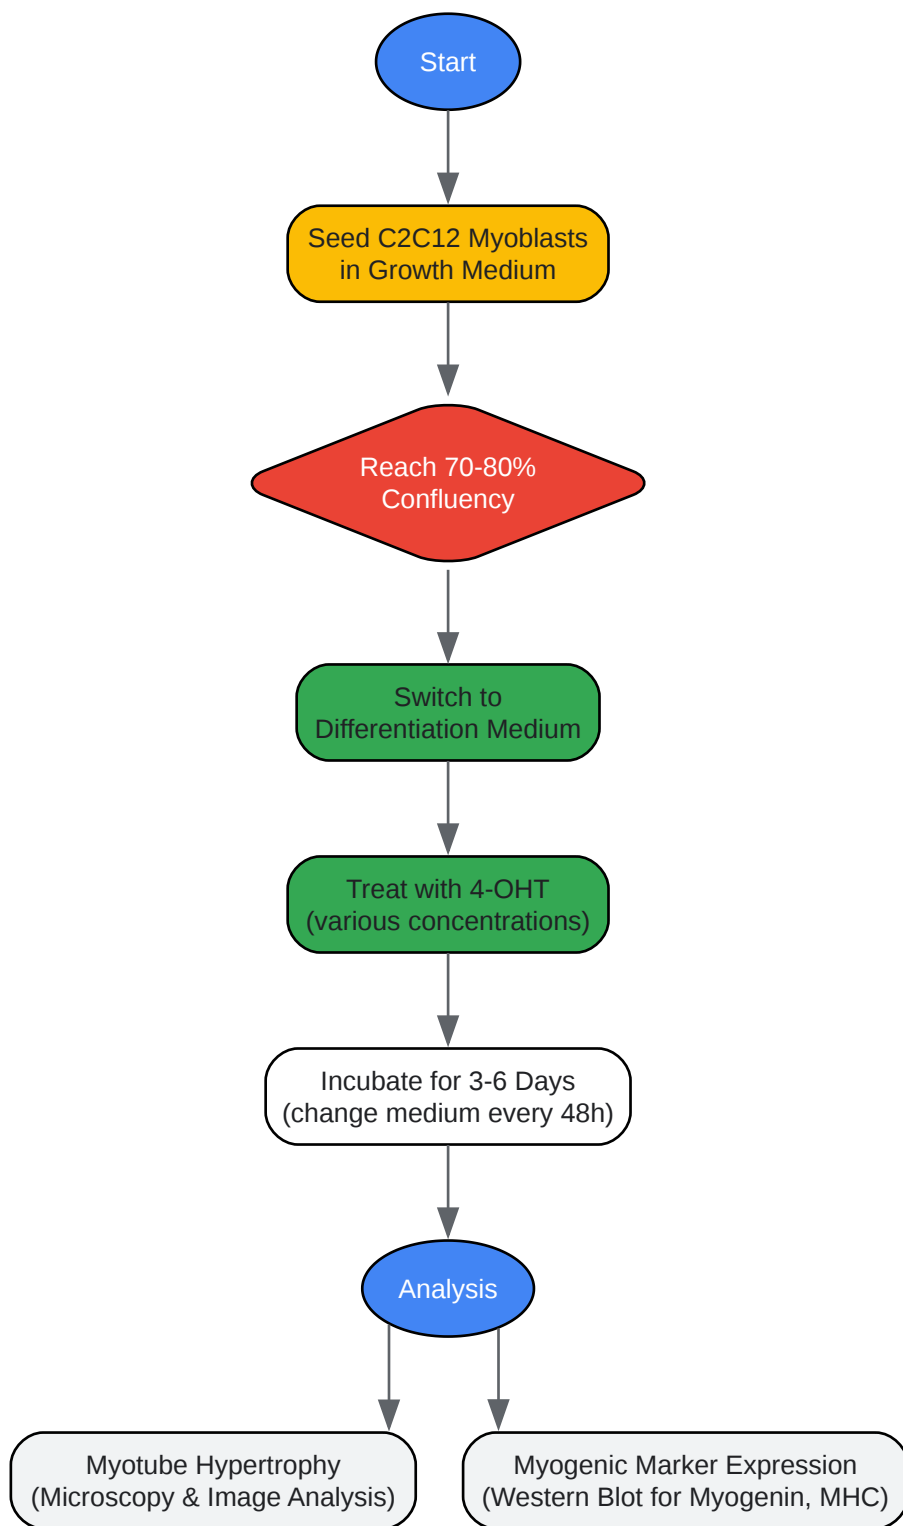 Start
Seed C2C12 Myoblasts
in Growth Medium
Reach 70-80%
Confluency
Switch to
Differentiation Medium
Treat with 4-OHT
(various concentrations)
Incubate for 3-6 Days
(change medium every 48h)
Analysis
Myotube Hypertrophy
(Microscopy & Image Analysis)
Myogenic Marker Expression
(Western Blot for Myogenin, MHC)